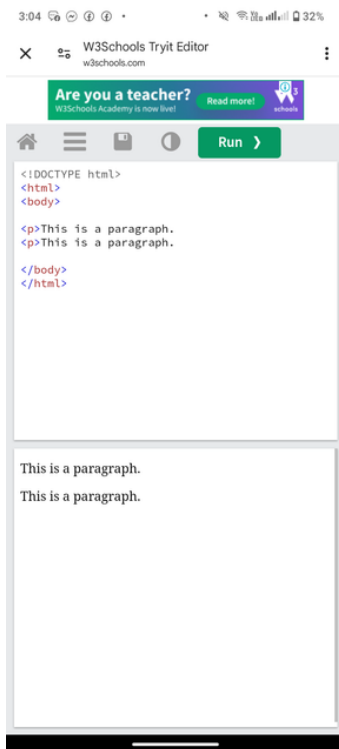 3:04
32%
W3Schools Tryit Editor
w3schools.com
Are you a teacher?
W3Schools Academy is now live!
Read more!
3
schools
Run ❯
<!DOCTYPE html>
<html>
<body>
<p>This is a paragraph.
<p>This is a paragraph.
</body>
</html>
This is a paragraph.
This is a paragraph.